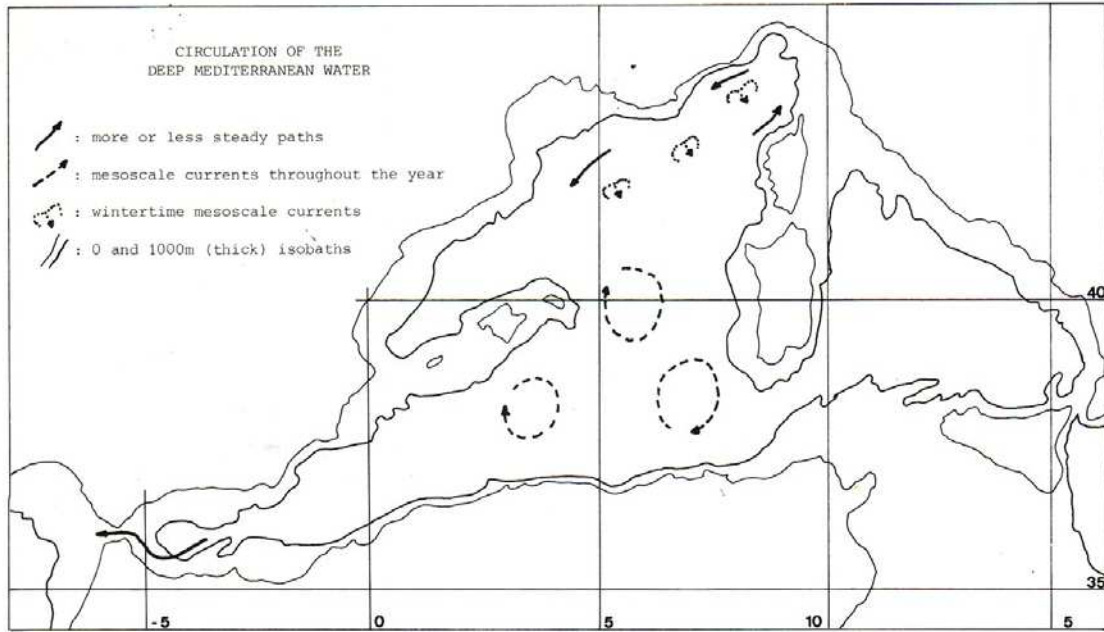 CIRCULATION OF THE
DEEP MEDITERRANEAN WATER
: more or less steady paths
: mesoscale currents throughout the year
: wintertime mesoscale currents
: 0 and 1000m (thick) isobaths
40
35
-5 0 5 10 5